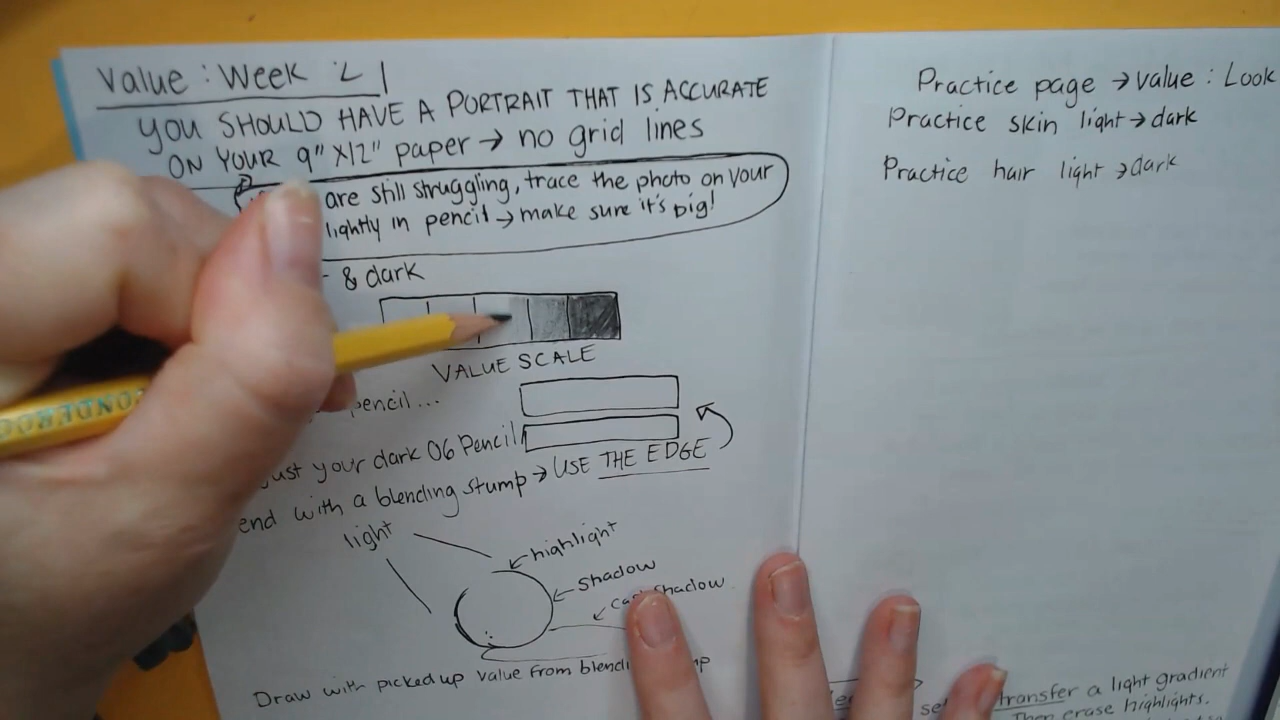 Value : Week 21
YOU SHOULD HAVE A PORTRAIT THAT IS ACCURATE
ON YOUR 9" X12" paper → no grid lines
are still struggling, trace the photo on your
lightly in pencil → make sure it's big!
& dark
VALUE SCALE
pencil...
ust your dark 06 Pencil
end with a blending stump → USE THE EDGE
light
highlight
shadow
shadow
Draw with picked up value from blendi
Practice page → value : Look
Practice skin light → dark
Practice hair light → dark
transfer a light gradient
Then erase highlights.